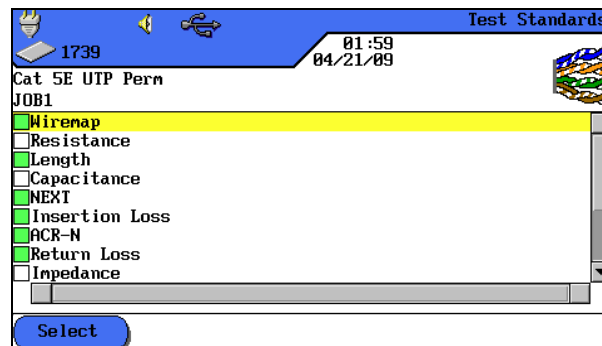 Test Standards
1739
01:59
04/21/09
Cat 5E UTP Perm
JOB1
Wiremap
Resistance
Length
Capacitance
NEXT
Insertion Loss
ACR-N
Return Loss
Impedance
Select